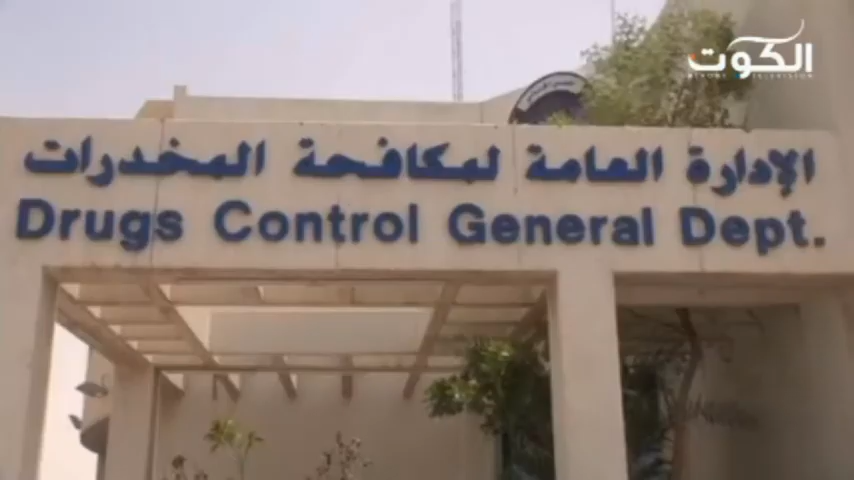 الكوت
الإدارة العامة لمكافحة المخدرات
Drugs Control General Dept.